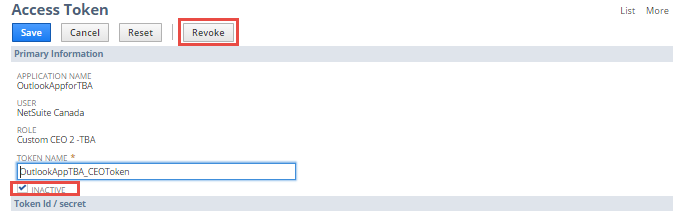 Access Token
List More
Save Cancel Reset Revoke
Primary Information
APPLICATION NAME
OutlookAppforTBA
USER
NetSuite Canada
ROLE
Custom CEO 2 -TBA
TOKEN NAME *
OutlookAppTBA_CEOToken
INACTIVE
Token Id / secret